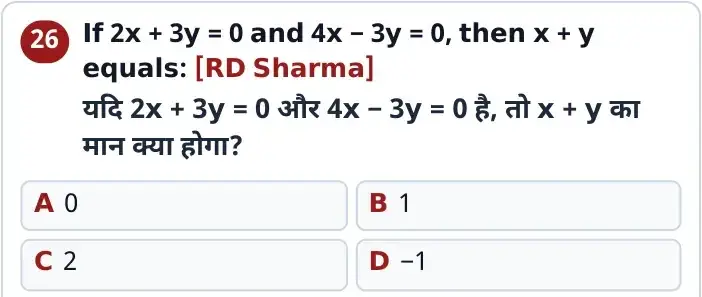 26 If 2x + 3y = 0 and 4x − 3y = 0, then x + y
equals: [RD Sharma]
यदि 2x + 3y = 0 और 4x − 3y = 0 है, तो x + y का
मान क्या होगा?
A 0
B 1
C 2
D −1